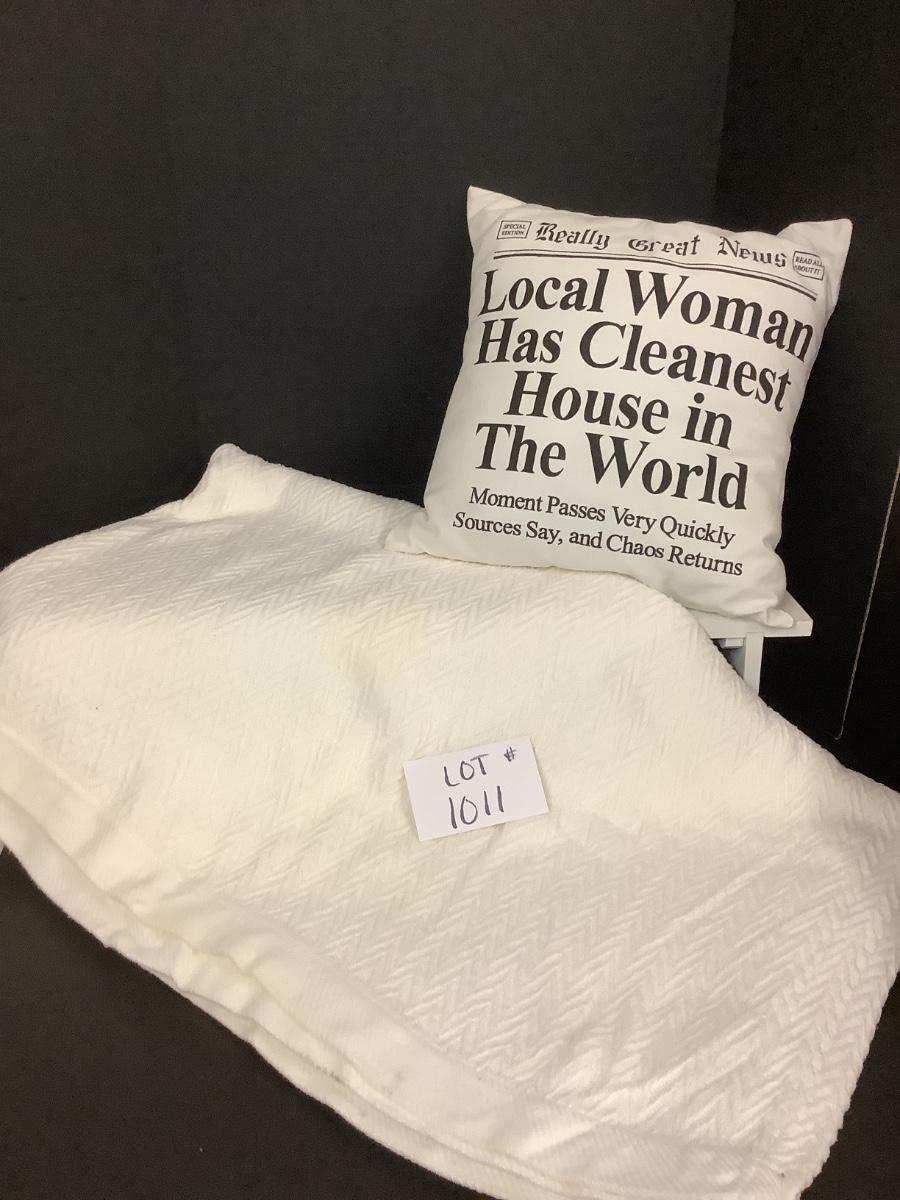 SPECIAL
EDITION
Really Great News
READ ALL
ABOUT IT
Local Woman
Has Cleanest
House in
The World
Moment Passes Very Quickly
Sources Say, and Chaos Returns
LOT #
1011